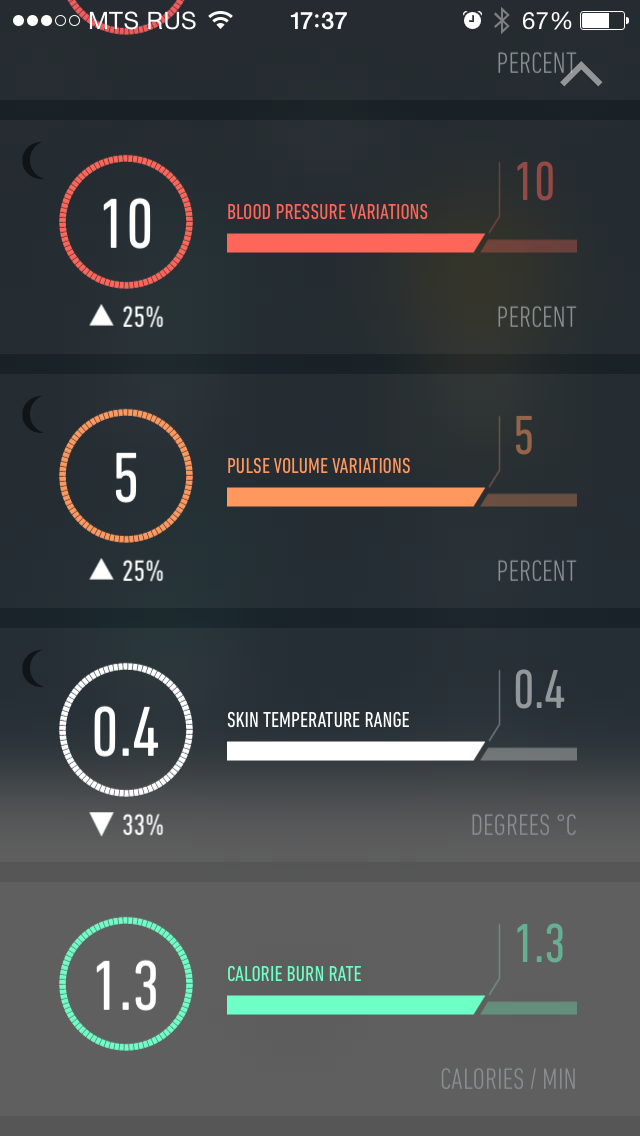 MTS RUS 17:37 67%
PERCENT
10
10
BLOOD PRESSURE VARIATIONS
25%
PERCENT
5
5
PULSE VOLUME VARIATIONS
25%
PERCENT
0.4
0.4
SKIN TEMPERATURE RANGE
33%
DEGREES °C
1.3
1.3
CALORIE BURN RATE
CALORIES / MIN